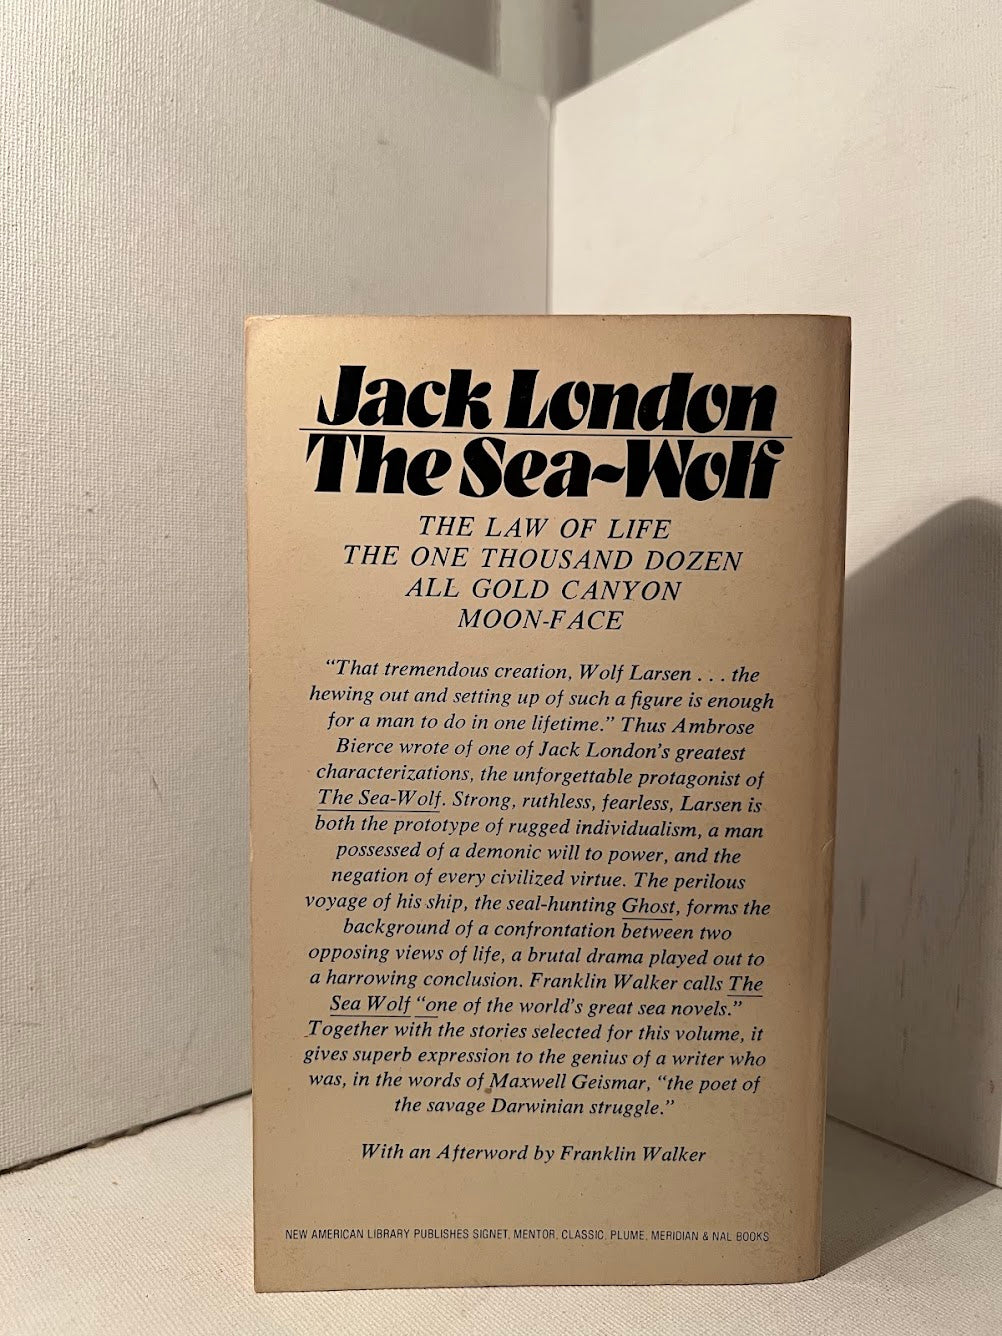 Jack London
The Sea-Wolf
THE LAW OF LIFE
THE ONE THOUSAND DOZEN
ALL GOLD CANYON
MOON-FACE
“That tremendous creation, Wolf Larsen . . . the
hewing out and setting up of such a figure is enough
for a man to do in one lifetime.” Thus Ambrose
Bierce wrote of one of Jack London’s greatest
characterizations, the unforgettable protagonist of
The Sea-Wolf. Strong, ruthless, fearless, Larsen is
both the prototype of rugged individualism, a man
possessed of a demonic will to power, and the
negation of every civilized virtue. The perilous
voyage of his ship, the seal-hunting Ghost, forms the
background of a confrontation between two
opposing views of life, a brutal drama played out to
a harrowing conclusion. Franklin Walker calls The
Sea Wolf “one of the world’s great sea novels.”
Together with the stories selected for this volume, it
gives superb expression to the genius of a writer who
was, in the words of Maxwell Geismar, “the poet of
the savage Darwinian struggle.”
With an Afterword by Franklin Walker
NEW AMERICAN LIBRARY PUBLISHES SIGNET, MENTOR, CLASSIC, PLUME, MERIDIAN & NAL BOOKS